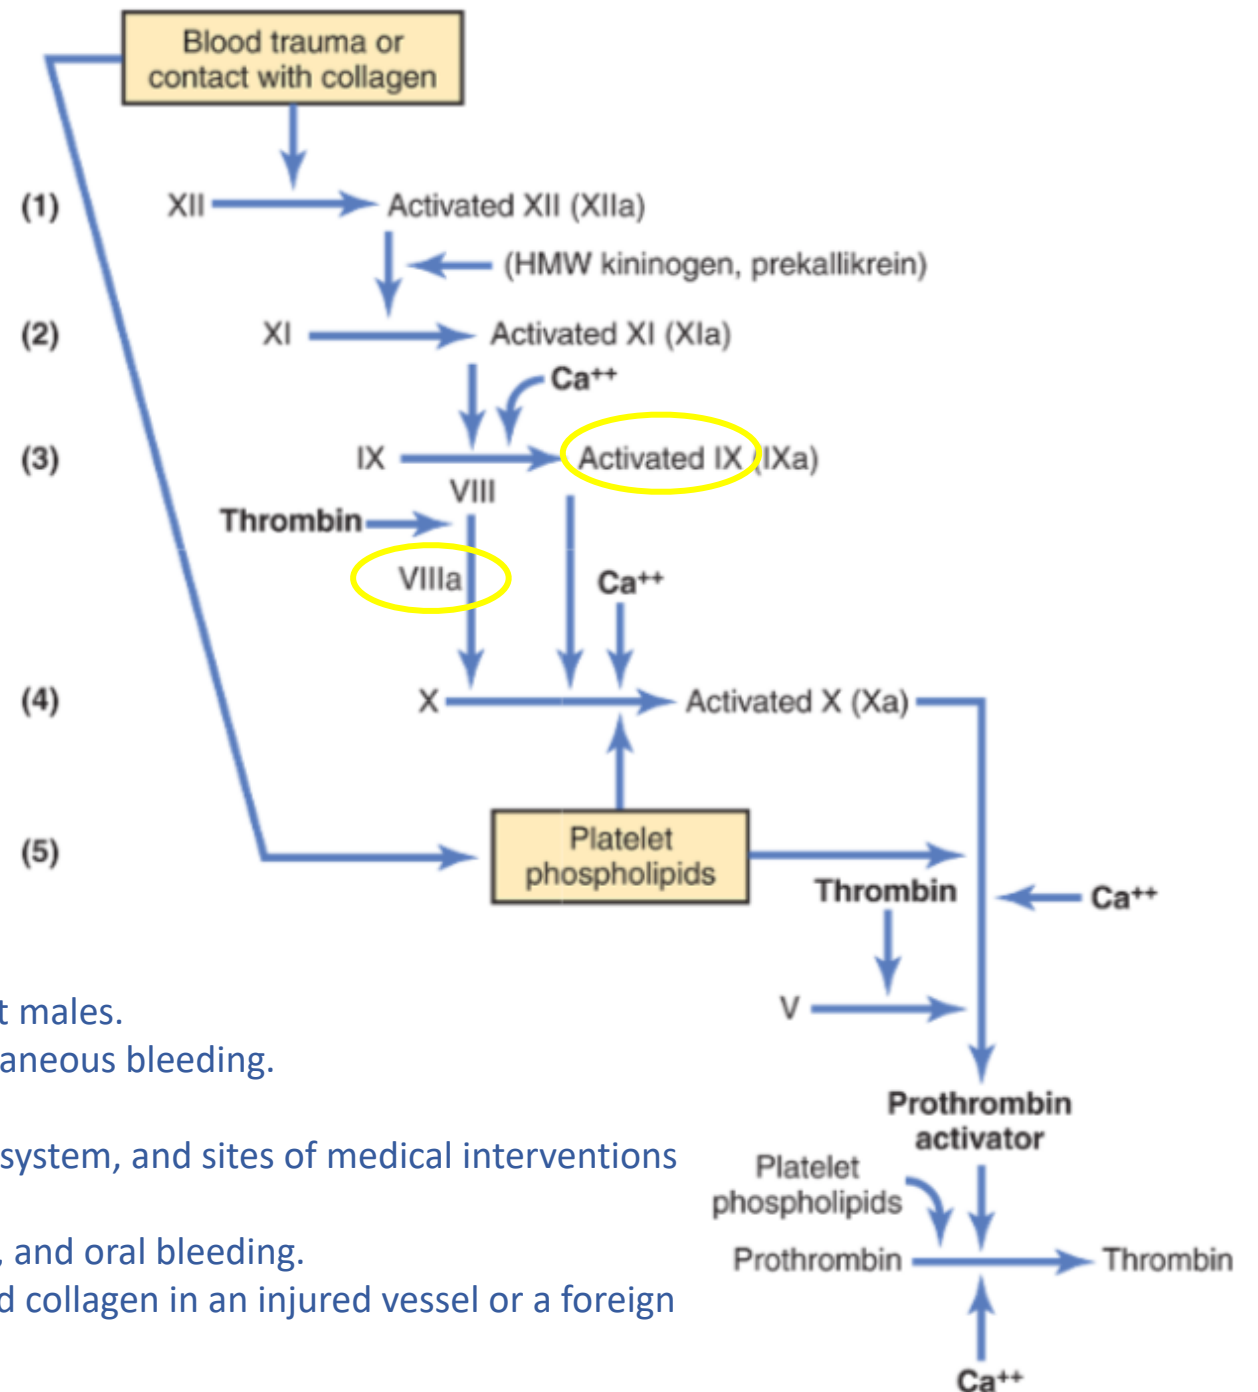 Blood trauma or
contact with collagen
(1) XII Activated XII (XIIa)
(HMW kininogen, prekallikrein)
(2) XI Activated XI (XIa)
Ca++
(3) IX Activated IX (IXa)
VIII
Thrombin
VIIIa Ca++
(4) X Activated X (Xa)
(5) Platelet
phospholipids
Thrombin Ca++
V
t males.
aneous bleeding.
Prothrombin
activator
system, and sites of medical interventions
Platelet
phospholipids
, and oral bleeding.
Prothrombin Thrombin
d collagen in an injured vessel or a foreign
Ca++